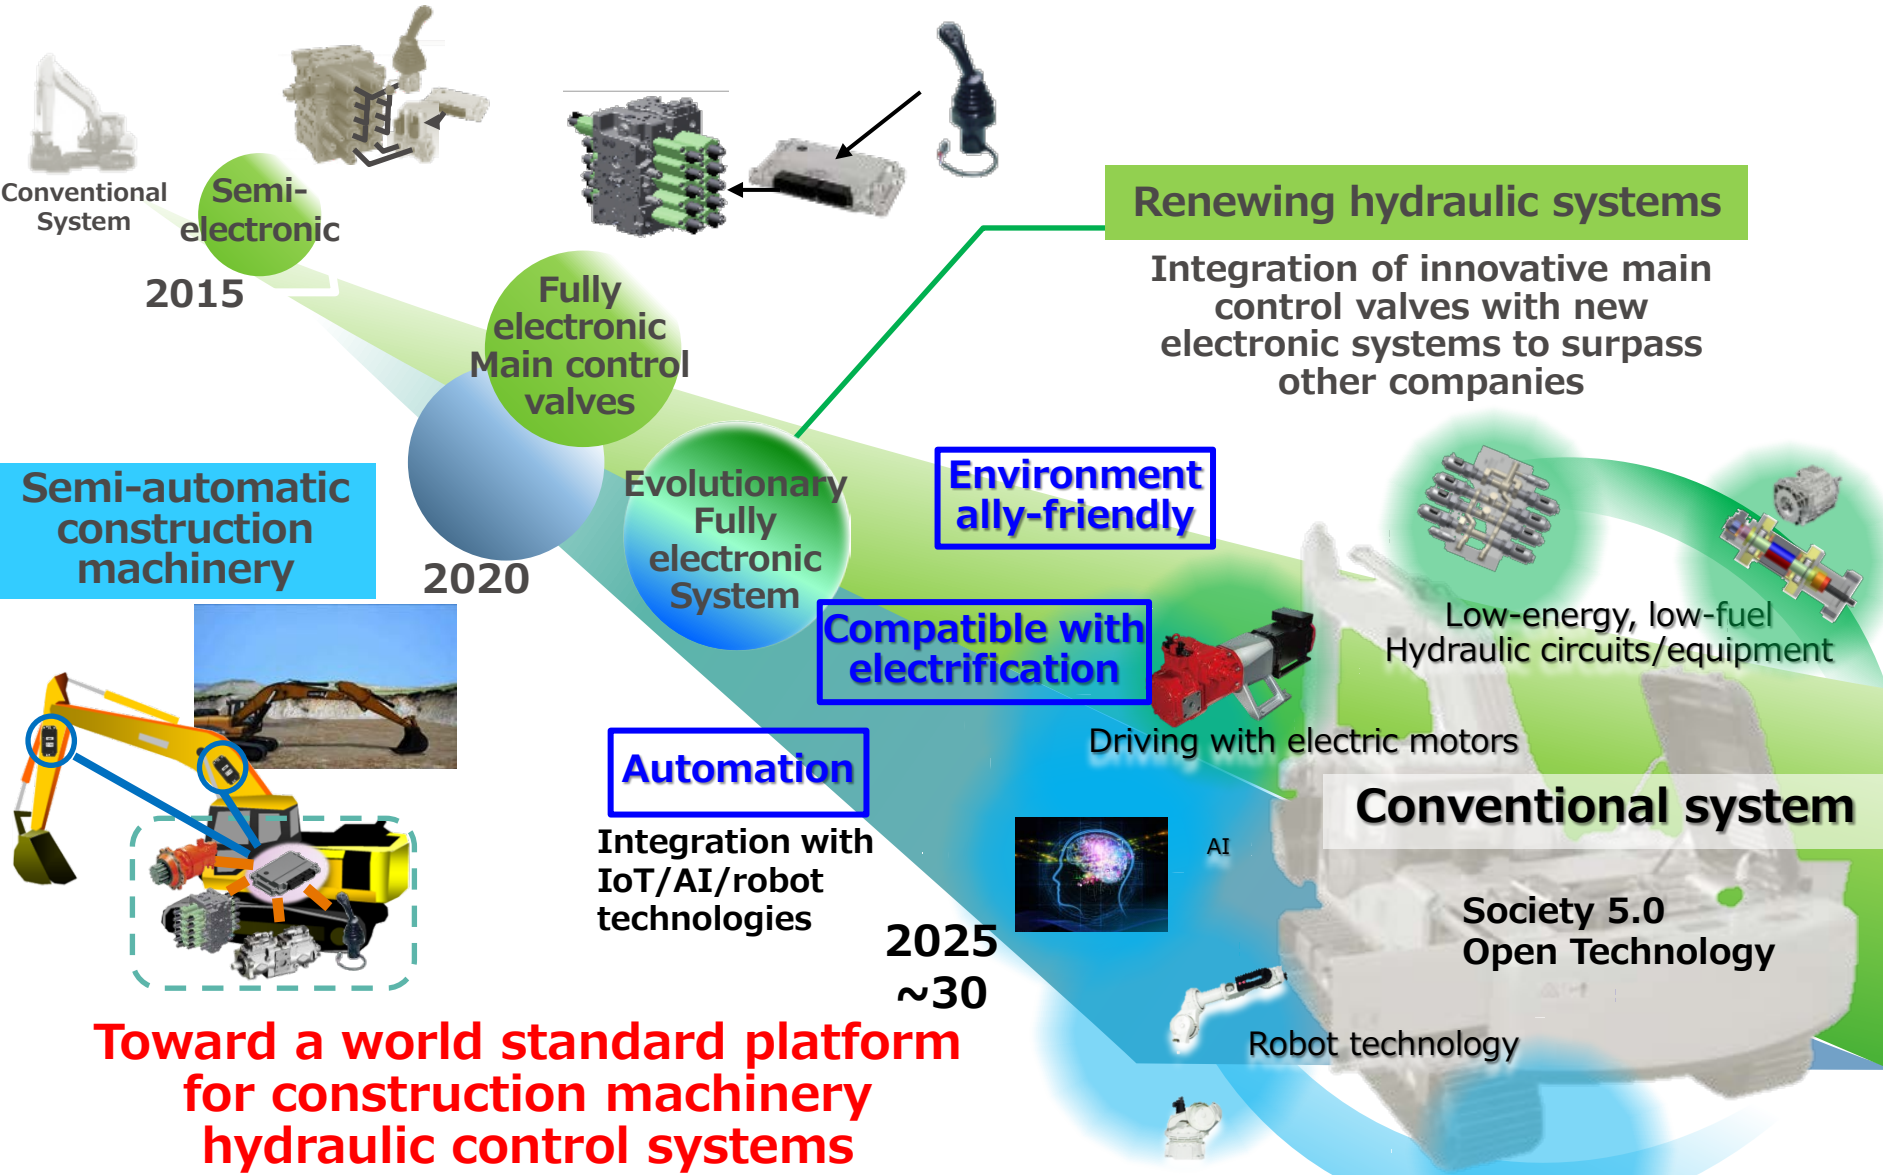 Conventional
System
Semi-
electronic
2015
Fully
electronic
Main control
valves
Renewing hydraulic systems
Integration of innovative main
control valves with new
electronic systems to surpass
other companies
Semi-automatic
construction
machinery
2020
Evolutionary
Fully
electronic
System
Environment
ally-friendly
Compatible with
electrification
Low-energy, low-fuel
Hydraulic circuits/equipment
Driving with electric motors
Automation
Integration with
IoT/AI/robot
technologies
AI
Conventional system
2025
~30
Society 5.0
Open Technology
Robot technology
Toward a world standard platform
for construction machinery
hydraulic control systems